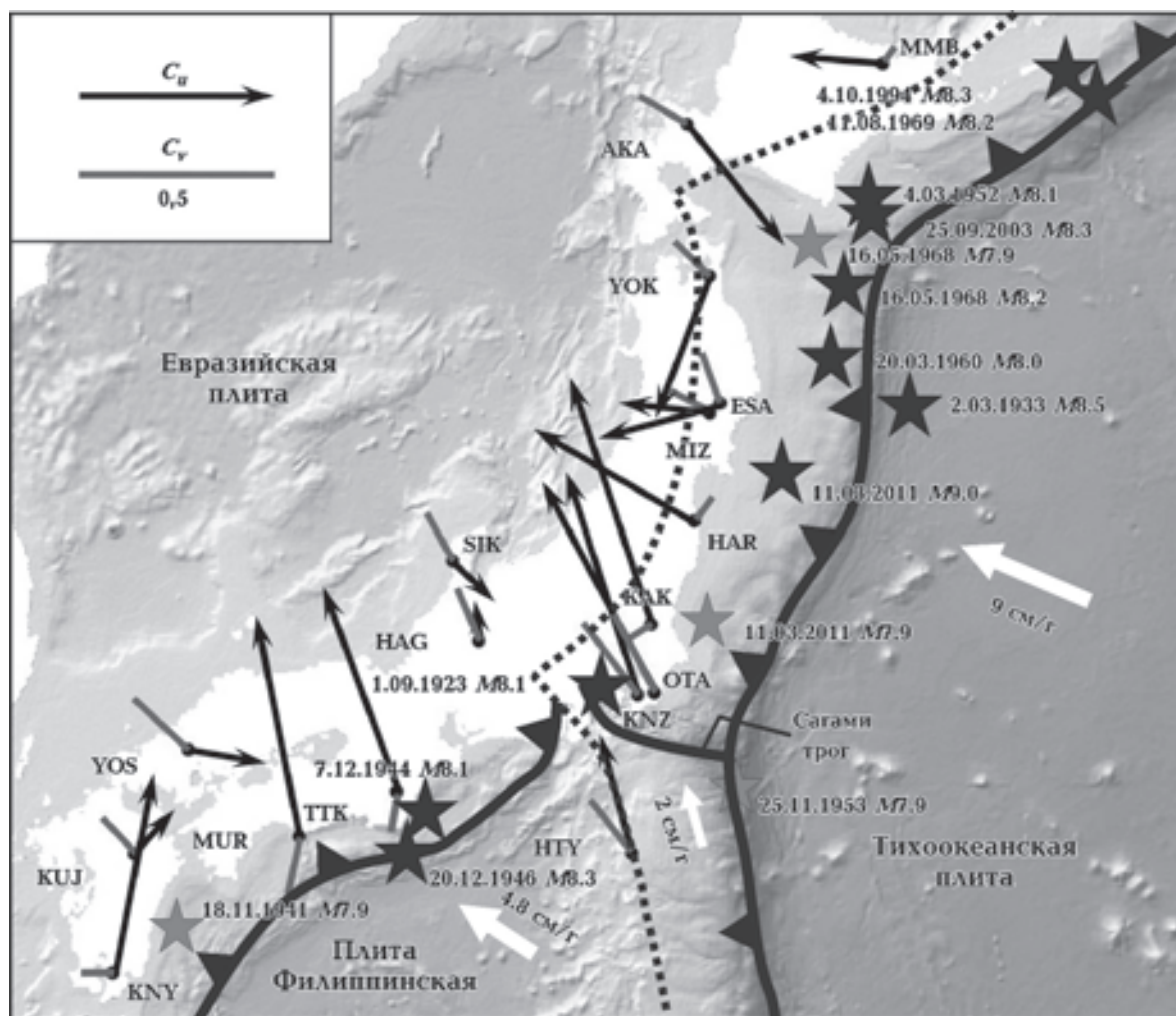 C_u
C_v
0,5
MMB
4.10.1994 M8.3
11.08.1969 M8.2
AKA
4.03.1952 M8.1
25.09.2003 M8.3
16.05.1968 M7.9
YOK
16.05.1968 M8.2
Евразийская
плита
20.03.1960 M8.0
ESA
2.03.1933 M8.5
MIZ
11.03.2011 M9.0
SIK
HAR
9 см/г
KAK
HAG
11.03.2011 M7.9
1.09.1923 M8.1
OTA
KNZ
Сагами
трог
YOS
7.12.1944 M8.1
TTK
2 см/г
25.11.1953 M7.9
MUR
HTY
Тихоокеанская
плита
KUJ
20.12.1946 M8.3
18.11.1941 M7.9
4.8 см/г
Плита
Филиппинская
KNY